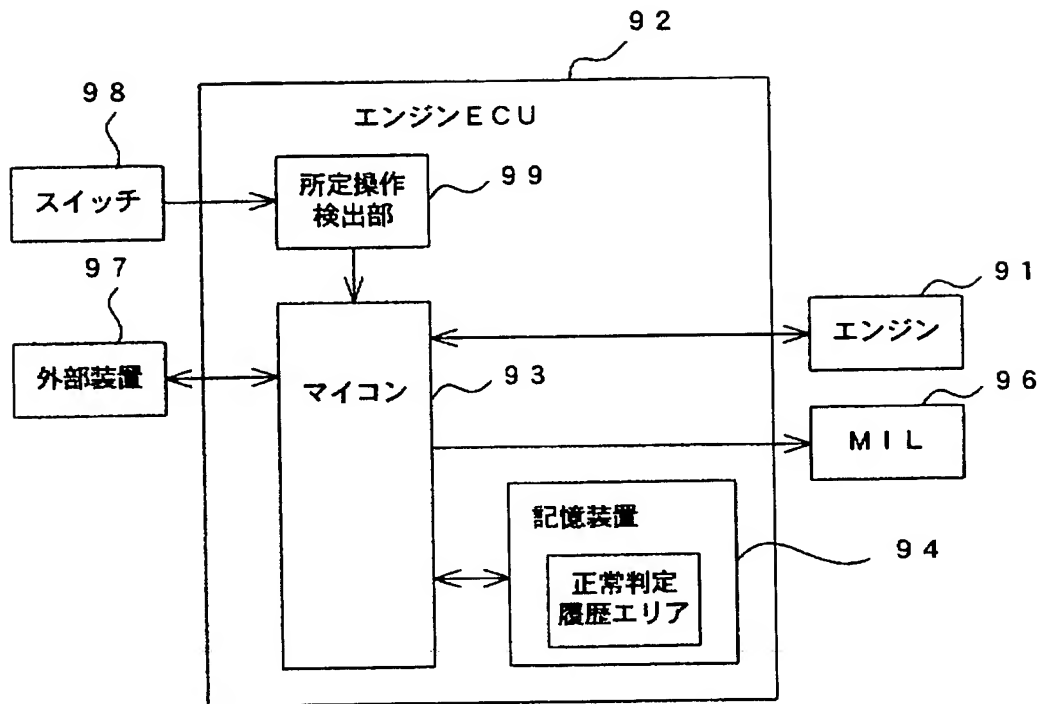 ９２
９８
エンジンＥＣＵ
スイッチ
所定操作
検出部
９９
９７
９１
外部装置
マイコン
９３
エンジン
９６
ＭＩＬ
記憶装置
９４
正常判定
履歴エリア